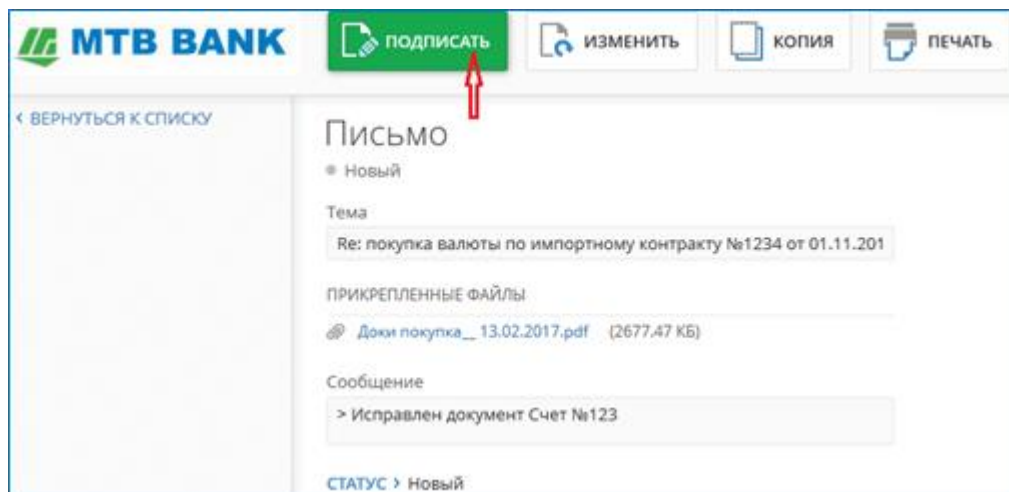 MTB BANK
ПОДПИСАТЬ
ИЗМЕНИТЬ
КОПИЯ
ПЕЧАТЬ
‹ ВЕРНУТЬСЯ К СПИСКУ
Письмо
Новый
Тема
Re: покупка валюты по импортному контракту №1234 от 01.11.201
ПРИКРЕПЛЕННЫЕ ФАЙЛЫ
Доки покупка__ 13.02.2017.pdf (2677.47 КБ)
Сообщение
> Исправлен документ Счет №123
СТАТУС › Новый